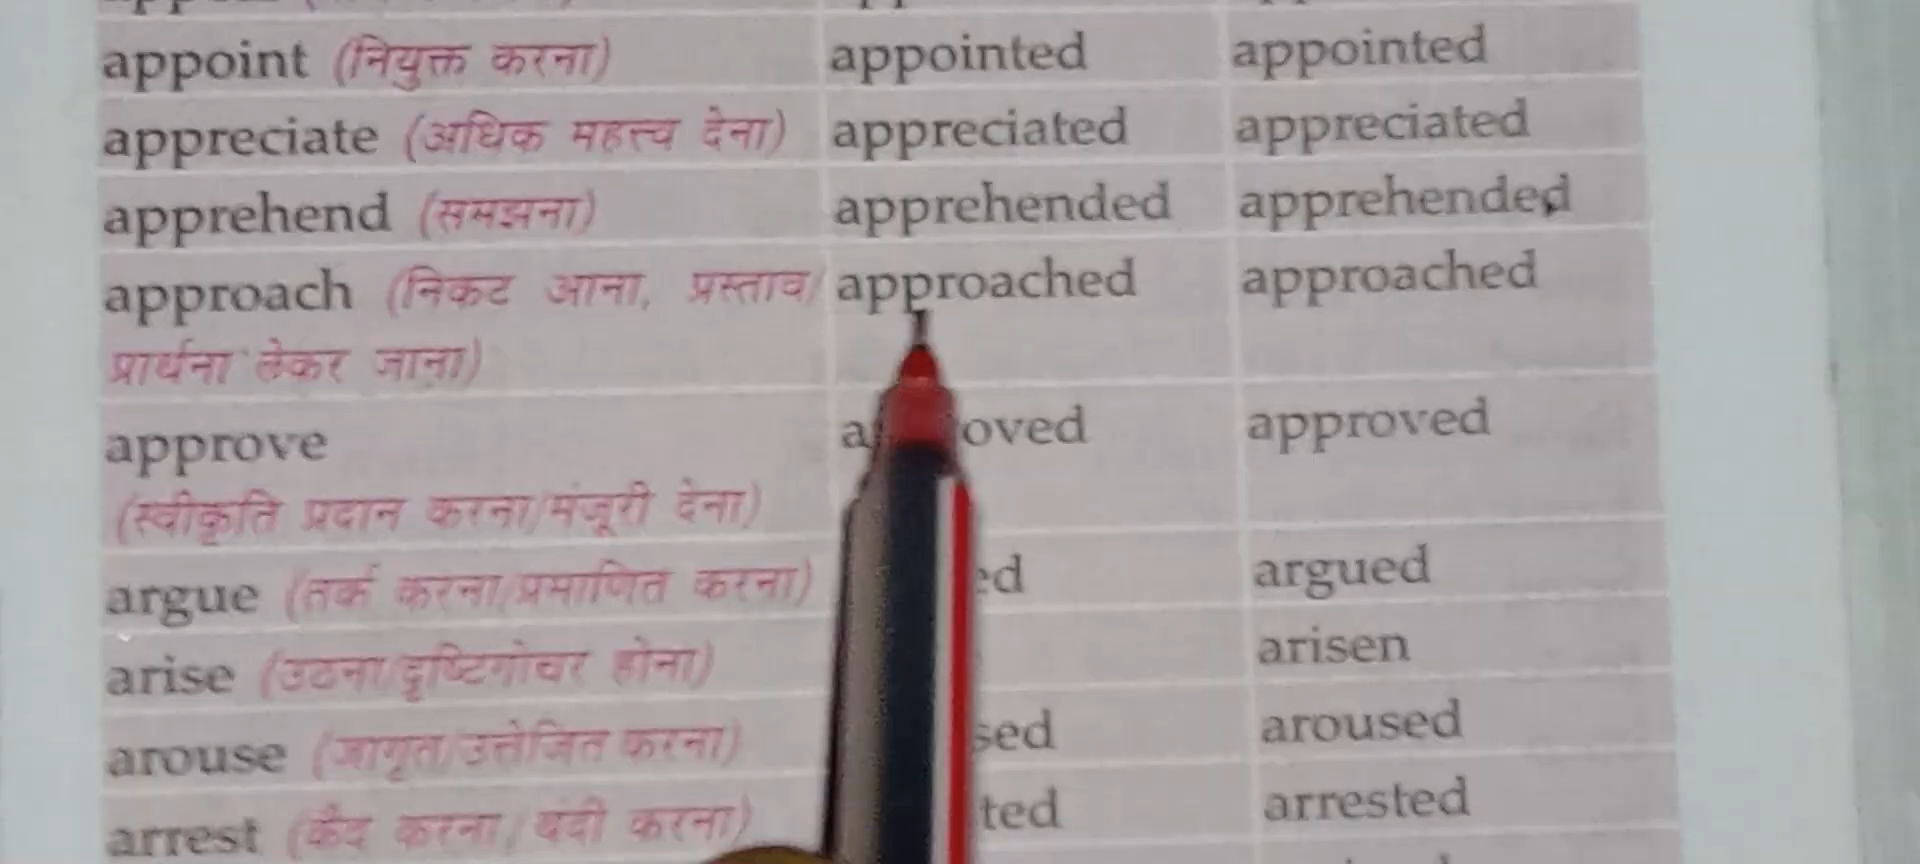 appoint (नियुक्त करना) appointed appointed
appreciate (अधिक महत्त्व देना) appreciated appreciated
apprehend (समझना) apprehended apprehended
approach (निकट आना, प्रस्ताव/ approached approached
प्रार्थना लेकर जाना)
approve approved
(स्वीकृति प्रदान करना/मंजूरी देना)
argue (तर्क करना/प्रमाणित करना) argued
arise (उठना/दृष्टिगोचर होना) arisen
arouse (जागृत/उत्तेजित करना) aroused
arrest (कैद करना/बंदी करना) arrested